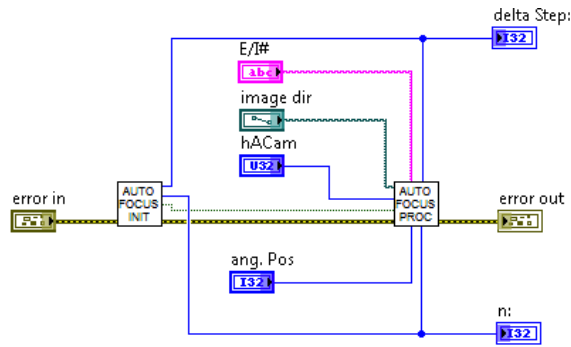 delta Step:
I32
E/I#
abc
image dir
hACam
U32
error in
AUTO
FOCUS
INIT
AUTO
FOCUS
PROC
error out
ang. Pos
I32
n:
I32